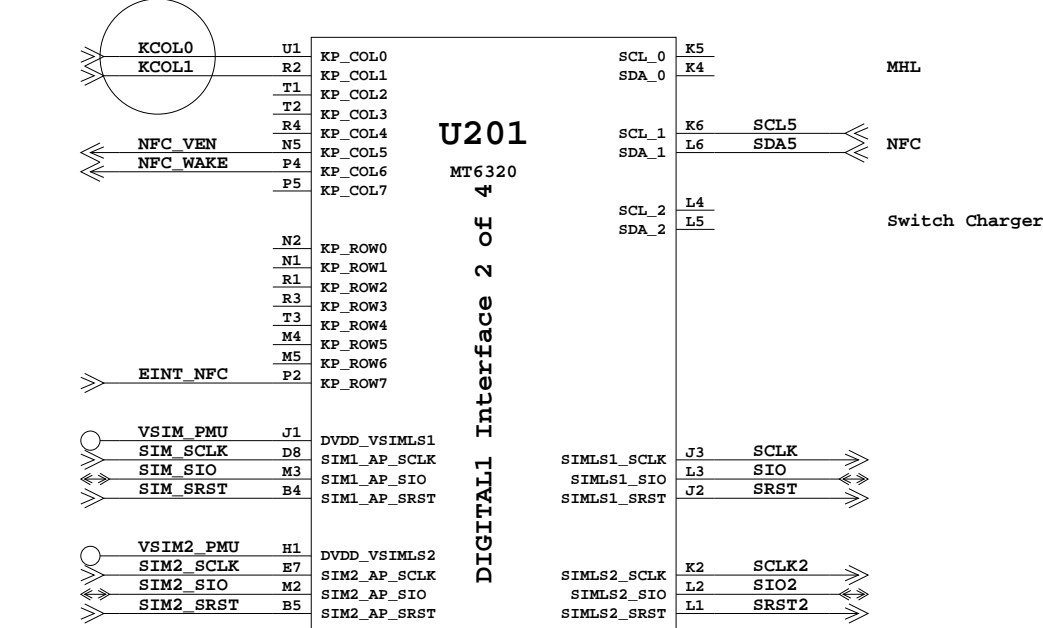 KCOL0 U1 KP_COL0 SCL_0 K5
KCOL1 R2 KP_COL1 SDA_0 K4 MHL
T1 KP_COL2
T2 KP_COL3
R4 KP_COL4 U201 SCL_1 K6 SCL5
NFC_VEN N5 KP_COL5 SDA_1 L6 SDA5 NFC
NFC_WAKE P4 KP_COL6 MT6320
P5 KP_COL7
SCL_2 L4
SDA_2 L5 Switch Charger
N2 KP_ROW0
N1 KP_ROW1
R1 KP_ROW2
R3 KP_ROW3
T3 KP_ROW4
M4 KP_ROW5
M5 KP_ROW6
EINT_NFC P2 KP_ROW7
DIGITAL1 Interface 2 of 4
VSIM_PMU J1 DVDD_VSIMLS1
SIM_SCLK D8 SIM1_AP_SCLK SIMLS1_SCLK J3 SCLK
SIM_SIO M3 SIM1_AP_SIO SIMLS1_SIO L3 SIO
SIM_SRST B4 SIM1_AP_SRST SIMLS1_SRST J2 SRST
VSIM2_PMU H1 DVDD_VSIMLS2
SIM2_SCLK E7 SIM2_AP_SCLK SIMLS2_SCLK K2 SCLK2
SIM2_SIO M2 SIM2_AP_SIO SIMLS2_SIO L2 SIO2
SIM2_SRST B5 SIM2_AP_SRST SIMLS2_SRST L1 SRST2